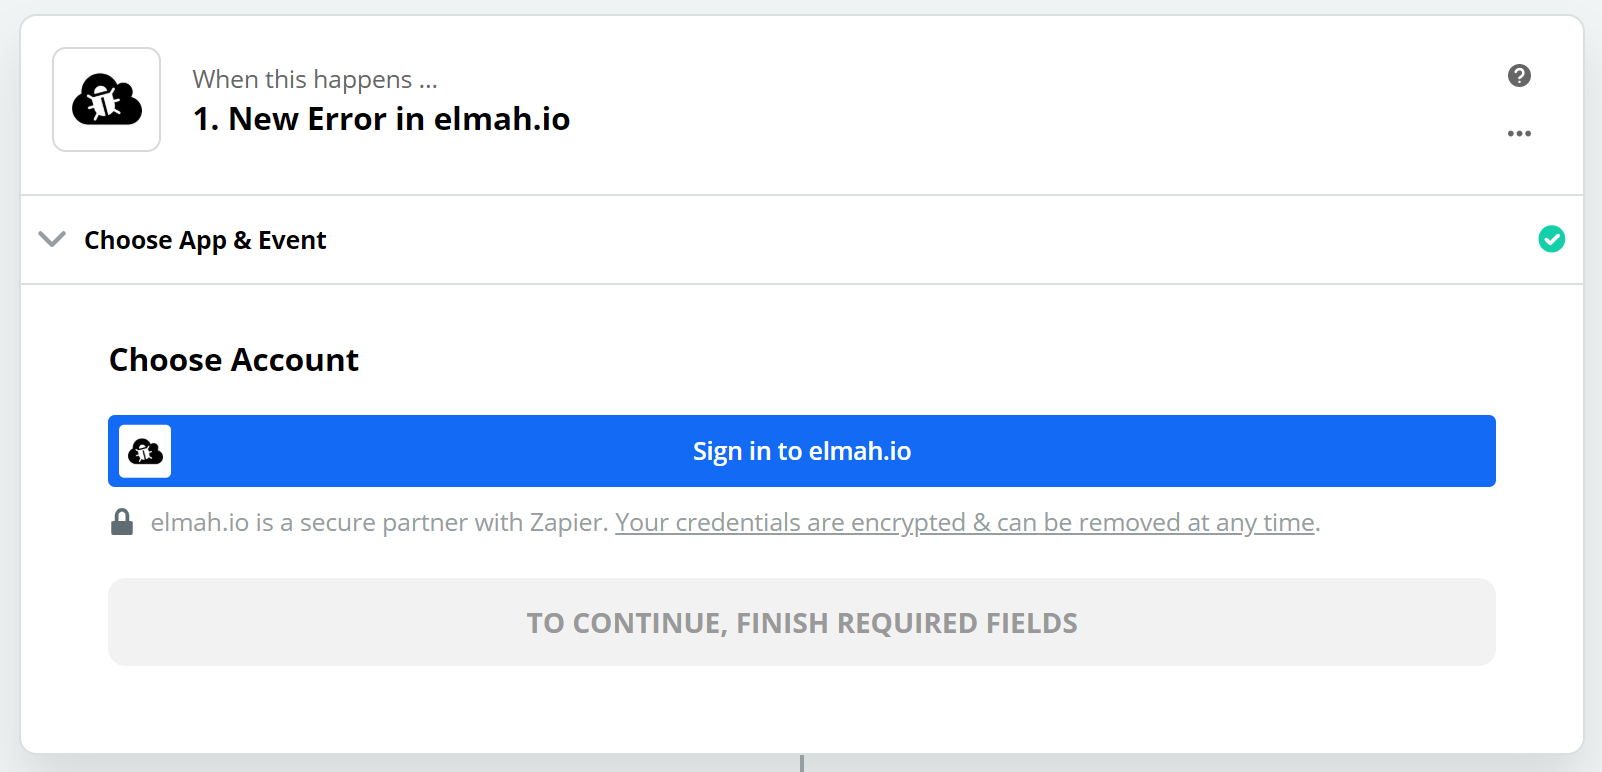 When this happens ...
1. New Error in elmah.io
Choose App & Event
Choose Account
Sign in to elmah.io
elmah.io is a secure partner with Zapier. Your credentials are encrypted & can be removed at any time.
TO CONTINUE, FINISH REQUIRED FIELDS